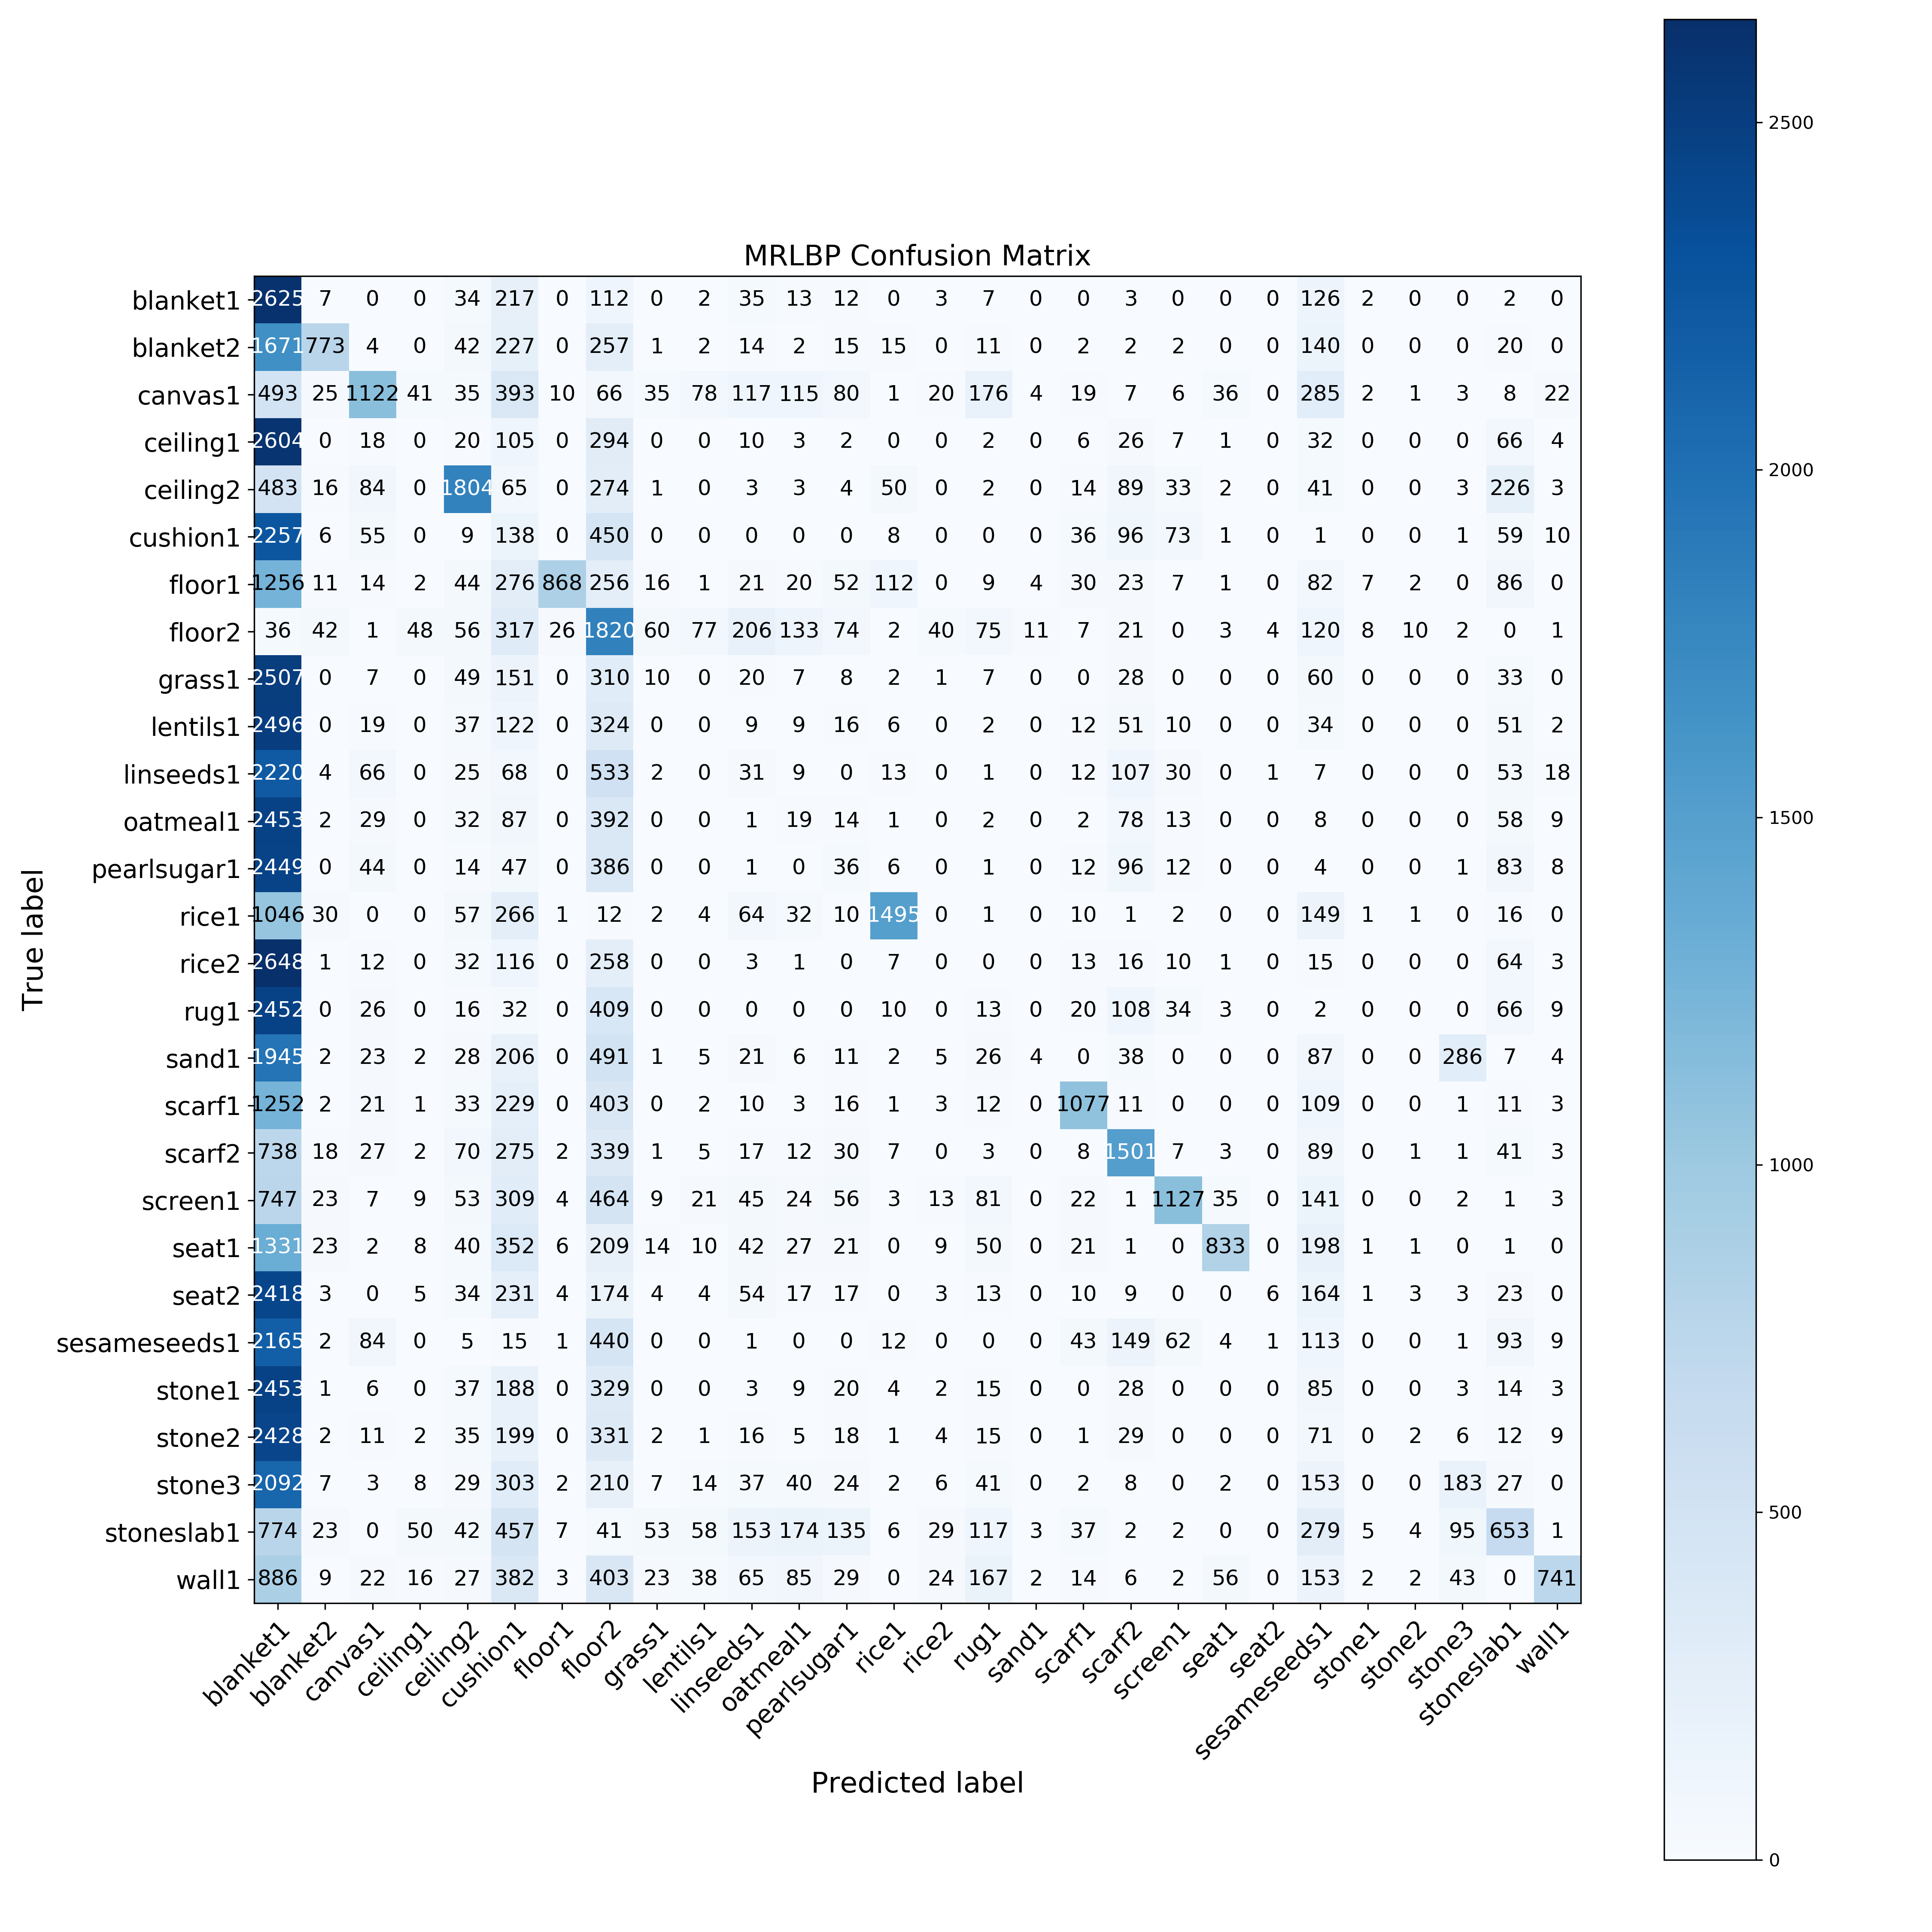 MRLBP Confusion Matrix
2500
2000
1500
1000
500
0
True label
blanket1 2625 7 0 0 34 217 0 112 0 2 35 13 12 0 3 7 0 0 3 0 0 0 126 2 0 0 2 0
blanket2 1671 773 4 0 42 227 0 257 1 2 14 2 15 15 0 11 0 2 2 2 0 0 140 0 0 0 20 0
canvas1 493 25 1122 41 35 393 10 66 35 78 117 115 80 1 20 176 4 19 7 6 36 0 285 2 1 3 8 22
ceiling1 2604 0 18 0 20 105 0 294 0 0 10 3 2 0 0 2 0 6 26 7 1 0 32 0 0 0 66 4
ceiling2 483 16 84 0 1804 65 0 274 1 0 3 3 4 50 0 2 0 14 89 33 2 0 41 0 0 3 226 3
cushion1 2257 6 55 0 9 138 0 450 0 0 0 0 0 8 0 0 0 36 96 73 1 0 1 0 0 1 59 10
floor1 1256 11 14 2 44 276 868 256 16 1 21 20 52 112 0 9 4 30 23 7 1 0 82 7 2 0 86 0
floor2 36 42 1 48 56 317 26 1820 60 77 206 133 74 2 40 75 11 7 21 0 3 4 120 8 10 2 0 1
grass1 2507 0 7 0 49 151 0 310 10 0 20 7 8 2 1 7 0 0 28 0 0 0 60 0 0 0 33 0
lentils1 2496 0 19 0 37 122 0 324 0 0 9 9 16 6 0 2 0 12 51 10 0 0 34 0 0 0 51 2
linseeds1 2220 4 66 0 25 68 0 533 2 0 31 9 0 13 0 1 0 12 107 30 0 1 7 0 0 0 53 18
oatmeal1 2453 2 29 0 32 87 0 392 0 0 1 19 14 1 0 2 0 2 78 13 0 0 8 0 0 0 58 9
pearlsugar1 2449 0 44 0 14 47 0 386 0 0 1 0 36 6 0 1 0 12 96 12 0 0 4 0 0 1 83 8
rice1 1046 30 0 0 57 266 1 12 2 4 64 32 10 1495 0 1 0 10 1 2 0 0 149 1 1 0 16 0
rice2 2648 1 12 0 32 116 0 258 0 0 3 1 0 7 0 0 0 13 16 10 1 0 15 0 0 0 64 3
rug1 2452 0 26 0 16 32 0 409 0 0 0 0 0 10 0 13 0 20 108 34 3 0 2 0 0 0 66 9
sand1 1945 2 23 2 28 206 0 491 1 5 21 6 11 2 5 26 4 0 38 0 0 0 87 0 0 286 7 4
scarf1 1252 2 21 1 33 229 0 403 0 2 10 3 16 1 3 12 0 1077 11 0 0 0 109 0 0 1 11 3
scarf2 738 18 27 2 70 275 2 339 1 5 17 12 30 7 0 3 0 8 1501 7 3 0 89 0 1 1 41 3
screen1 747 23 7 9 53 309 4 464 9 21 45 24 56 3 13 81 0 22 1 1127 35 0 141 0 0 2 1 3
seat1 1331 23 2 8 40 352 6 209 14 10 42 27 21 0 9 50 0 21 1 0 833 0 198 1 1 0 1 0
seat2 2418 3 0 5 34 231 4 174 4 4 54 17 17 0 3 13 0 10 9 0 0 6 164 1 3 3 23 0
sesameseeds1 2165 2 84 0 5 15 1 440 0 0 1 0 0 12 0 0 0 43 149 62 4 1 113 0 0 1 93 9
stone1 2453 1 6 0 37 188 0 329 0 0 3 9 20 4 2 15 0 0 28 0 0 0 85 0 0 3 14 3
stone2 2428 2 11 2 35 199 0 331 2 1 16 5 18 1 4 15 0 1 29 0 0 0 71 0 2 6 12 9
stone3 2092 7 3 8 29 303 2 210 7 14 37 40 24 2 6 41 0 2 8 0 2 0 153 0 0 183 27 0
stoneslab1 774 23 0 50 42 457 7 41 53 58 153 174 135 6 29 117 3 37 2 2 0 0 279 5 4 95 653 1
wall1 886 9 22 16 27 382 3 403 23 38 65 85 29 0 24 167 2 14 6 2 56 0 153 2 2 43 0 741
blanket1 blanket2 canvas1 ceiling1 ceiling2 cushion1 floor1 floor2 grass1 lentils1 linseeds1 oatmeal1 pearlsugar1 rice1 rice2 rug1 sand1 scarf1 scarf2 screen1 seat1 seat2 sesameseeds1 stone1 stone2 stone3 stoneslab1 wall1
Predicted label